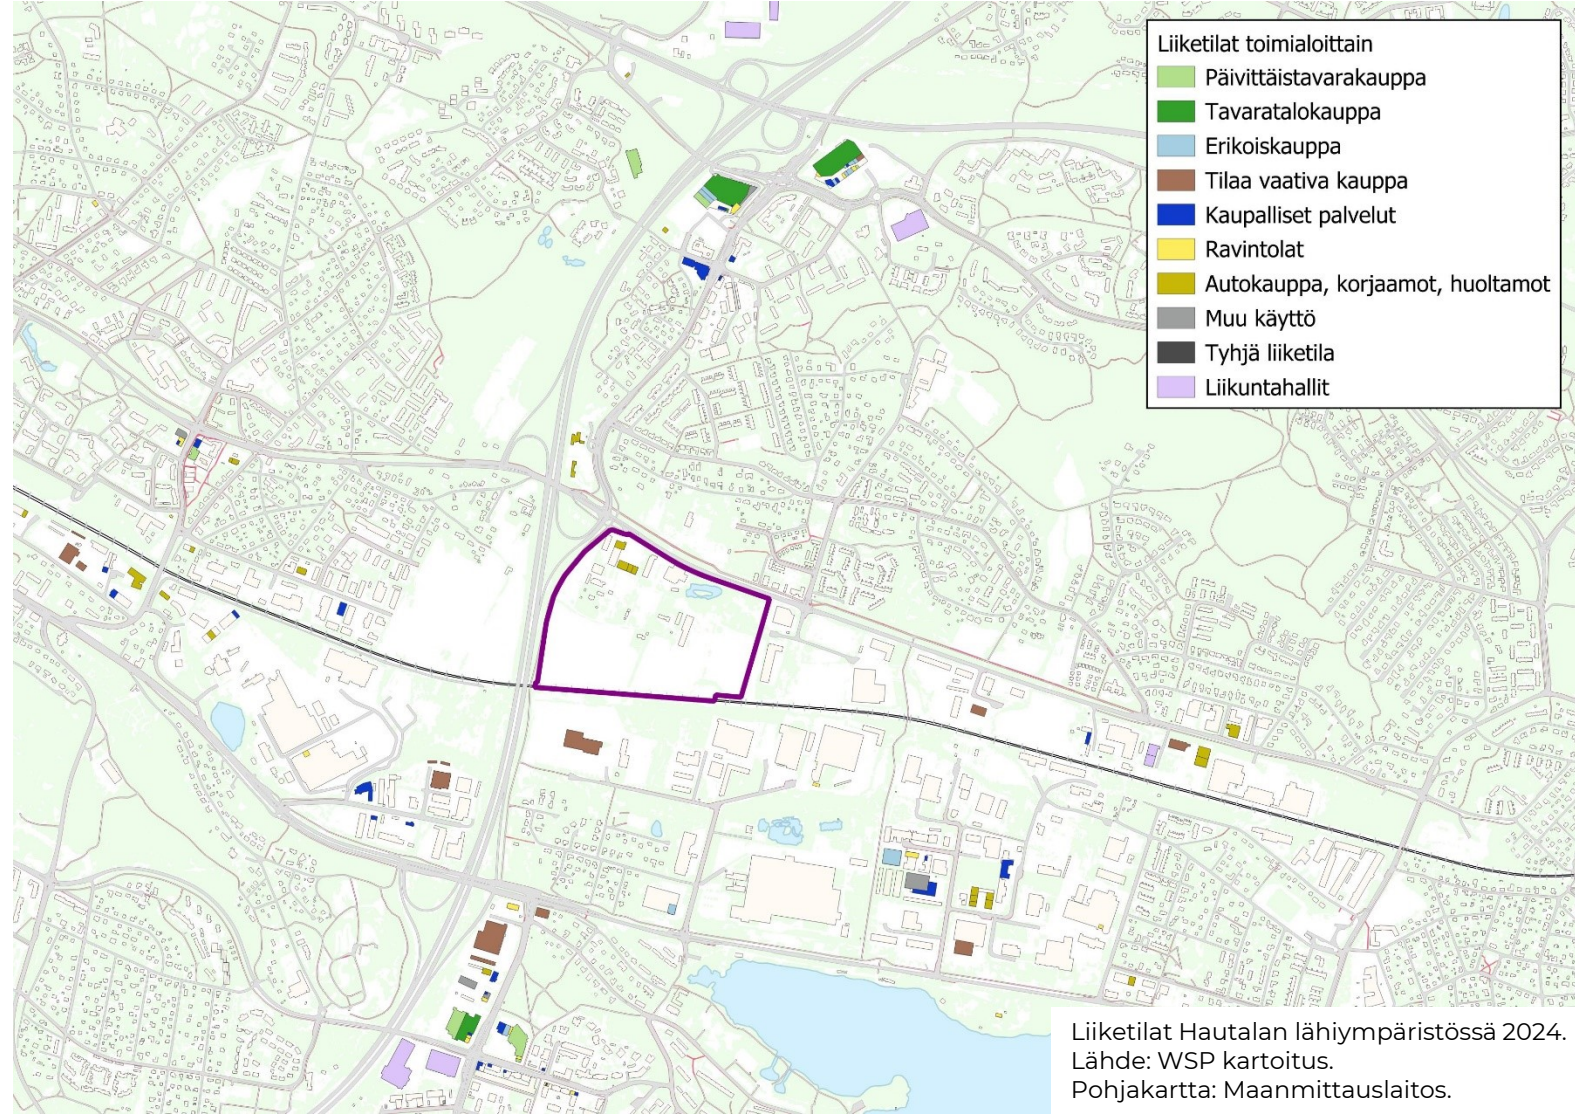 Liiketilat toimialoittain
Päivittäistavarakauppa
Tavaratalokauppa
Erikoiskauppa
Tilaa vaativa kauppa
Kaupalliset palvelut
Ravintolat
Autokauppa, korjaamot, huoltamot
Muu käyttö
Tyhjä liiketila
Liikuntahallit
Liiketilat Hautalan lähiympäristössä 2024.
Lähde: WSP kartoitus.
Pohjakartta: Maanmittauslaitos.